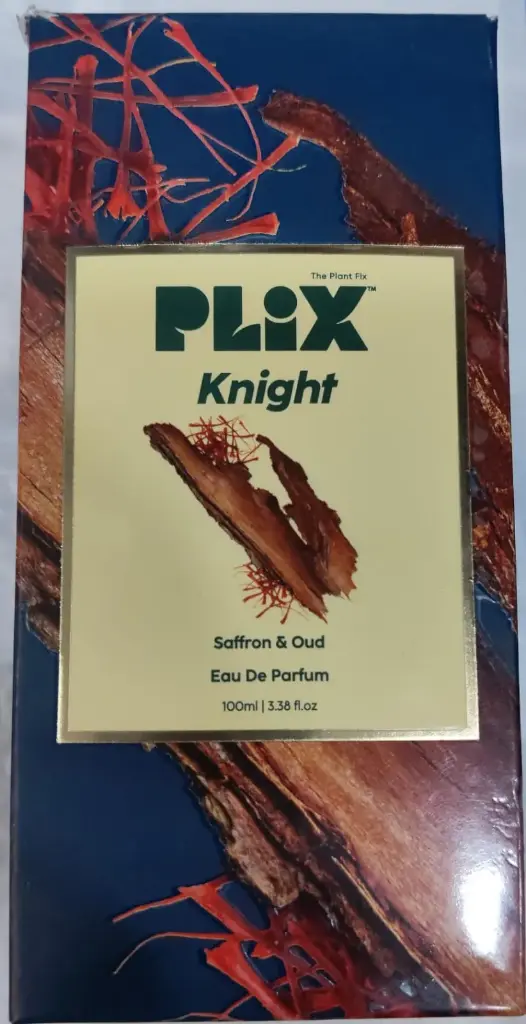 The Plant Fix
PLiX™
Knight
Saffron & Oud
Eau De Parfum
100ml | 3.38 fl.oz